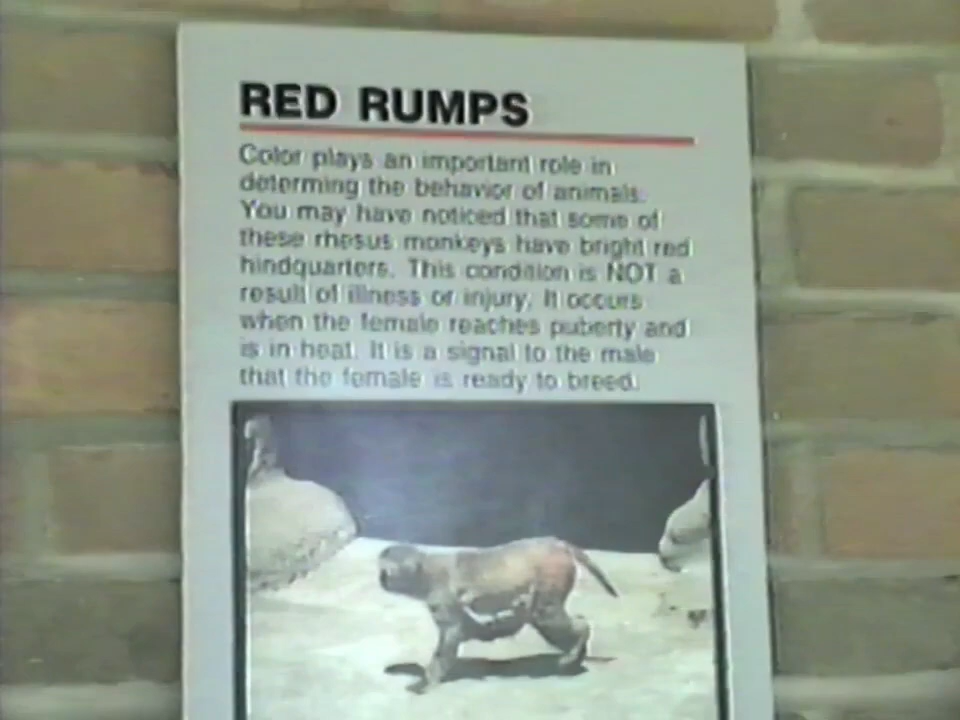 RED RUMPS
Color plays an important role in
determing the behavior of animals.
You may have noticed that some of
these rhesus monkeys have bright red
hindquarters. This condition is NOT a
result of illness or injury. It occurs
when the female reaches puberty and
is in heat. It is a signal to the male
that the female is ready to breed.